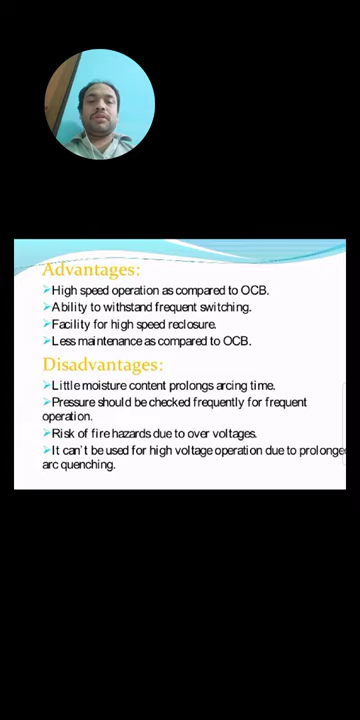 Advantages:
➢High speed operation as compared to OCB.
➢Ability to withstand frequent switching.
➢Facility for high speed reclosure.
➢Less maintenance as compared to OCB.
Disadvantages:
➢Little moisture content prolongs arcing time.
➢Pressure should be checked frequently for frequent
operation.
➢Risk of fire hazards due to over voltages.
➢It can't be used for high voltage operation due to prolonge
arc quenching.